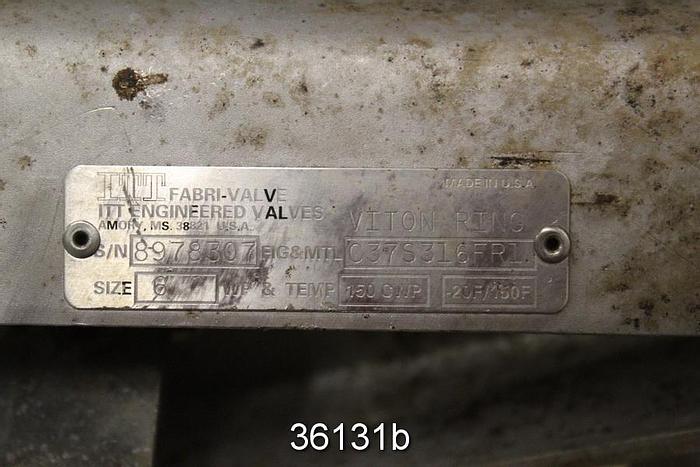 ITT FABRI-VALVE MADE IN U.S.A.
ITT ENGINEERED VALVES VITON RING
AMORY, MS. 38821 U.S.A.
S/N 8978307 FIG&MTL C37S316FR1
SIZE 6 WP & TEMP 150 CWP -20F/150F
36131b